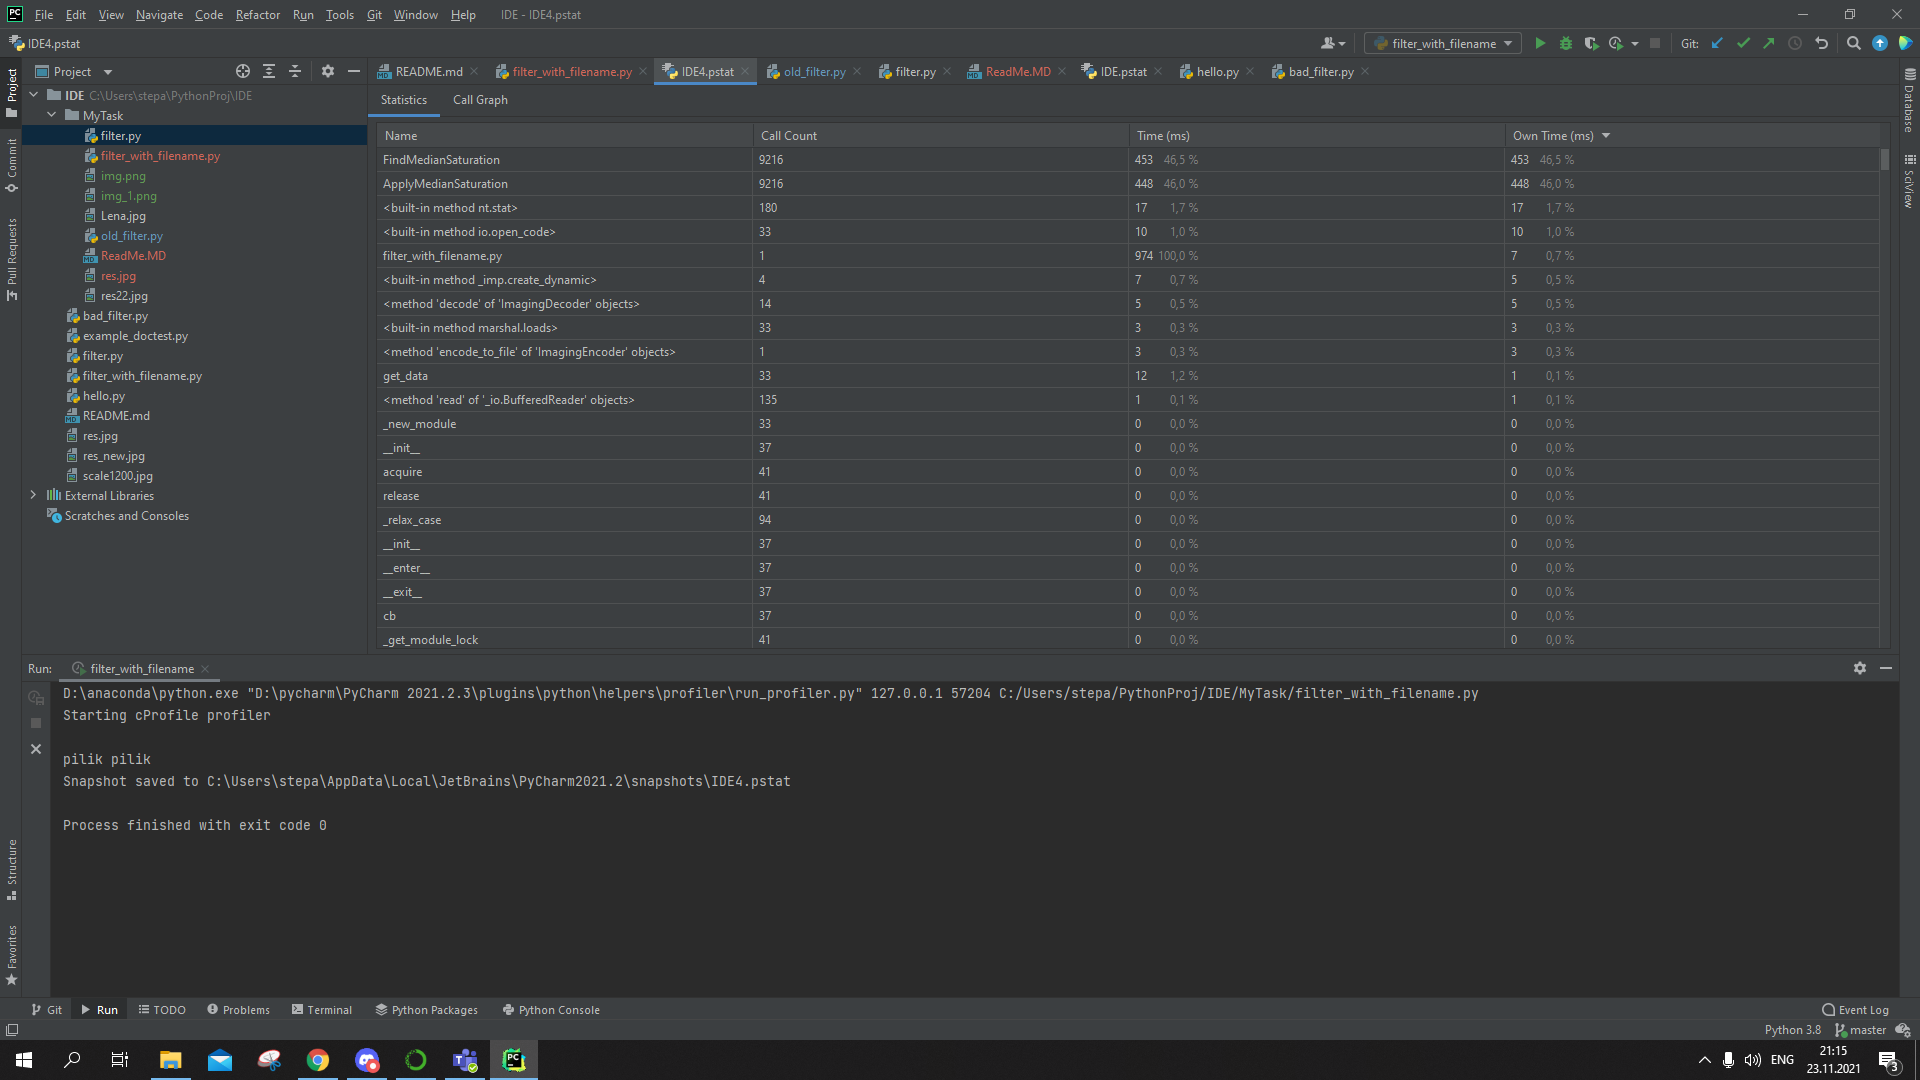 PC File Edit View Navigate Code Refactor Run Tools Git Window Help IDE - IDE4.pstat
IDE4.pstat filter_with_filename Git:
Project README.md filter_with_filename.py IDE4.pstat old_filter.py filter.py ReadMe.MD IDE.pstat hello.py bad_filter.py
Project
Commit
Pull Requests
Structure
Favorites
IDE C:\Users\stepa\PythonProj\IDE
MyTask
filter.py
filter_with_filename.py
img.png
img_1.png
Lena.jpg
old_filter.py
ReadMe.MD
res.jpg
res22.jpg
bad_filter.py
example_doctest.py
filter.py
filter_with_filename.py
hello.py
README.md
res.jpg
res_new.jpg
scale1200.jpg
External Libraries
Scratches and Consoles
Statistics Call Graph
Name Call Count Time (ms) Own Time (ms)
FindMedianSaturation 9216 453 46,5 % 453 46,5 %
ApplyMedianSaturation 9216 448 46,0 % 448 46,0 %
<built-in method nt.stat> 180 17 1,7 % 17 1,7 %
<built-in method io.open_code> 33 10 1,0 % 10 1,0 %
filter_with_filename.py 1 974 100,0 % 7 0,7 %
<built-in method _imp.create_dynamic> 4 7 0,7 % 5 0,5 %
<method 'decode' of 'ImagingDecoder' objects> 14 5 0,5 % 5 0,5 %
<built-in method marshal.loads> 33 3 0,3 % 3 0,3 %
<method 'encode_to_file' of 'ImagingEncoder' objects> 1 3 0,3 % 3 0,3 %
get_data 33 12 1,2 % 1 0,1 %
<method 'read' of '_io.BufferedReader' objects> 135 1 0,1 % 1 0,1 %
_new_module 33 0 0,0 % 0 0,0 %
__init__ 37 0 0,0 % 0 0,0 %
acquire 41 0 0,0 % 0 0,0 %
release 41 0 0,0 % 0 0,0 %
_relax_case 94 0 0,0 % 0 0,0 %
__init__ 37 0 0,0 % 0 0,0 %
__enter__ 37 0 0,0 % 0 0,0 %
__exit__ 37 0 0,0 % 0 0,0 %
cb 37 0 0,0 % 0 0,0 %
_get_module_lock 41 0 0,0 % 0 0,0 %
Database
SciView
Run: filter_with_filename
D:\anaconda\python.exe "D:\pycharm\PyCharm 2021.2.3\plugins\python\helpers\profiler\run_profiler.py" 127.0.0.1 57204 C:/Users/stepa/PythonProj/IDE/MyTask/filter_with_filename.py
Starting cProfile profiler
pilik pilik
Snapshot saved to C:\Users\stepa\AppData\Local\JetBrains\PyCharm2021.2\snapshots\IDE4.pstat
Process finished with exit code 0
Git Run TODO Problems Terminal Python Packages Python Console Event Log
Python 3.8 master
PC ENG 21:15
23.11.2021 3